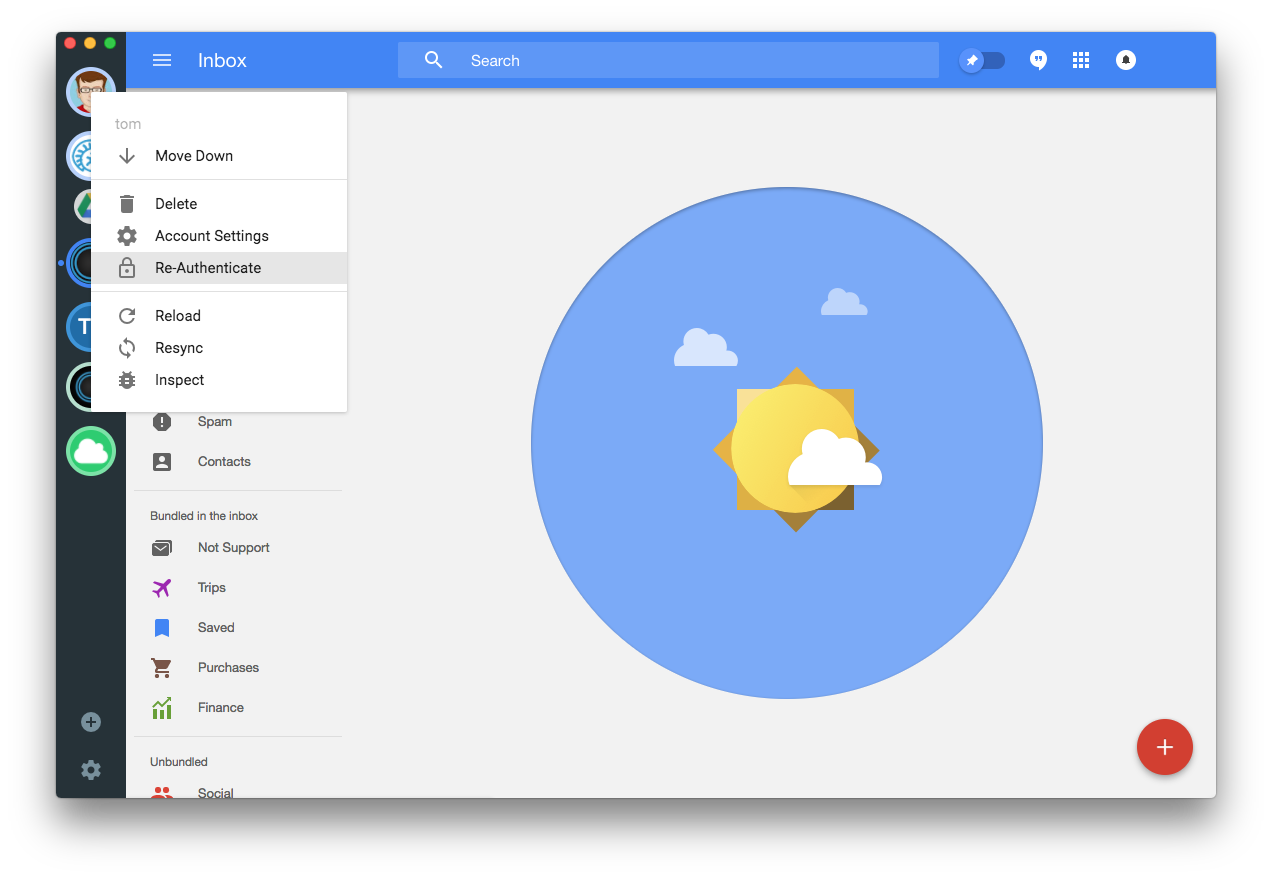 Inbox
Search
tom
Move Down
Delete
Account Settings
Re-Authenticate
Reload
Resync
Inspect
T
Spam
Contacts
Bundled in the inbox
Not Support
Trips
Saved
Purchases
Finance
Unbundled
Social